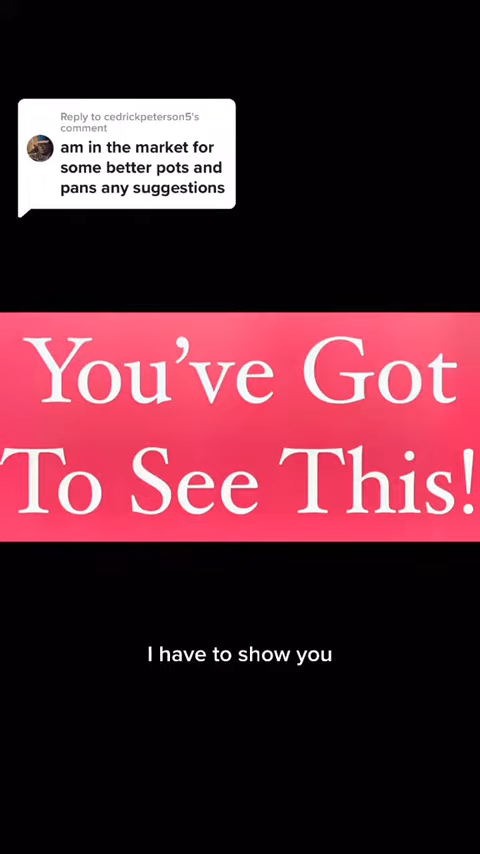 Reply to cedrickpeterson5's
comment
am in the market for
some better pots and
pans any suggestions
You've Got
To See This!
I have to show you